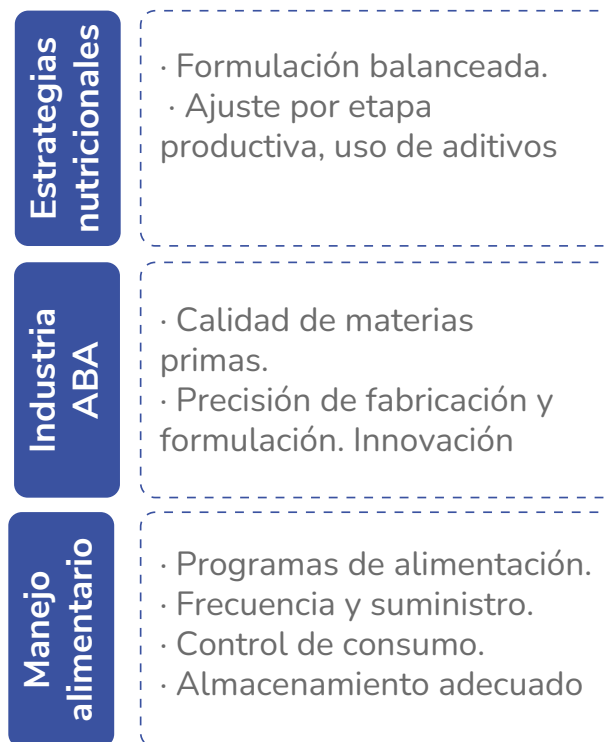 Estrategias
nutricionales
· Formulación balanceada.
· Ajuste por etapa
productiva, uso de aditivos
Industria
ABA
· Calidad de materias
primas.
· Precisión de fabricación y
formulación. Innovación
Manejo
alimentario
· Programas de alimentación.
· Frecuencia y suministro.
· Control de consumo.
· Almacenamiento adecuado